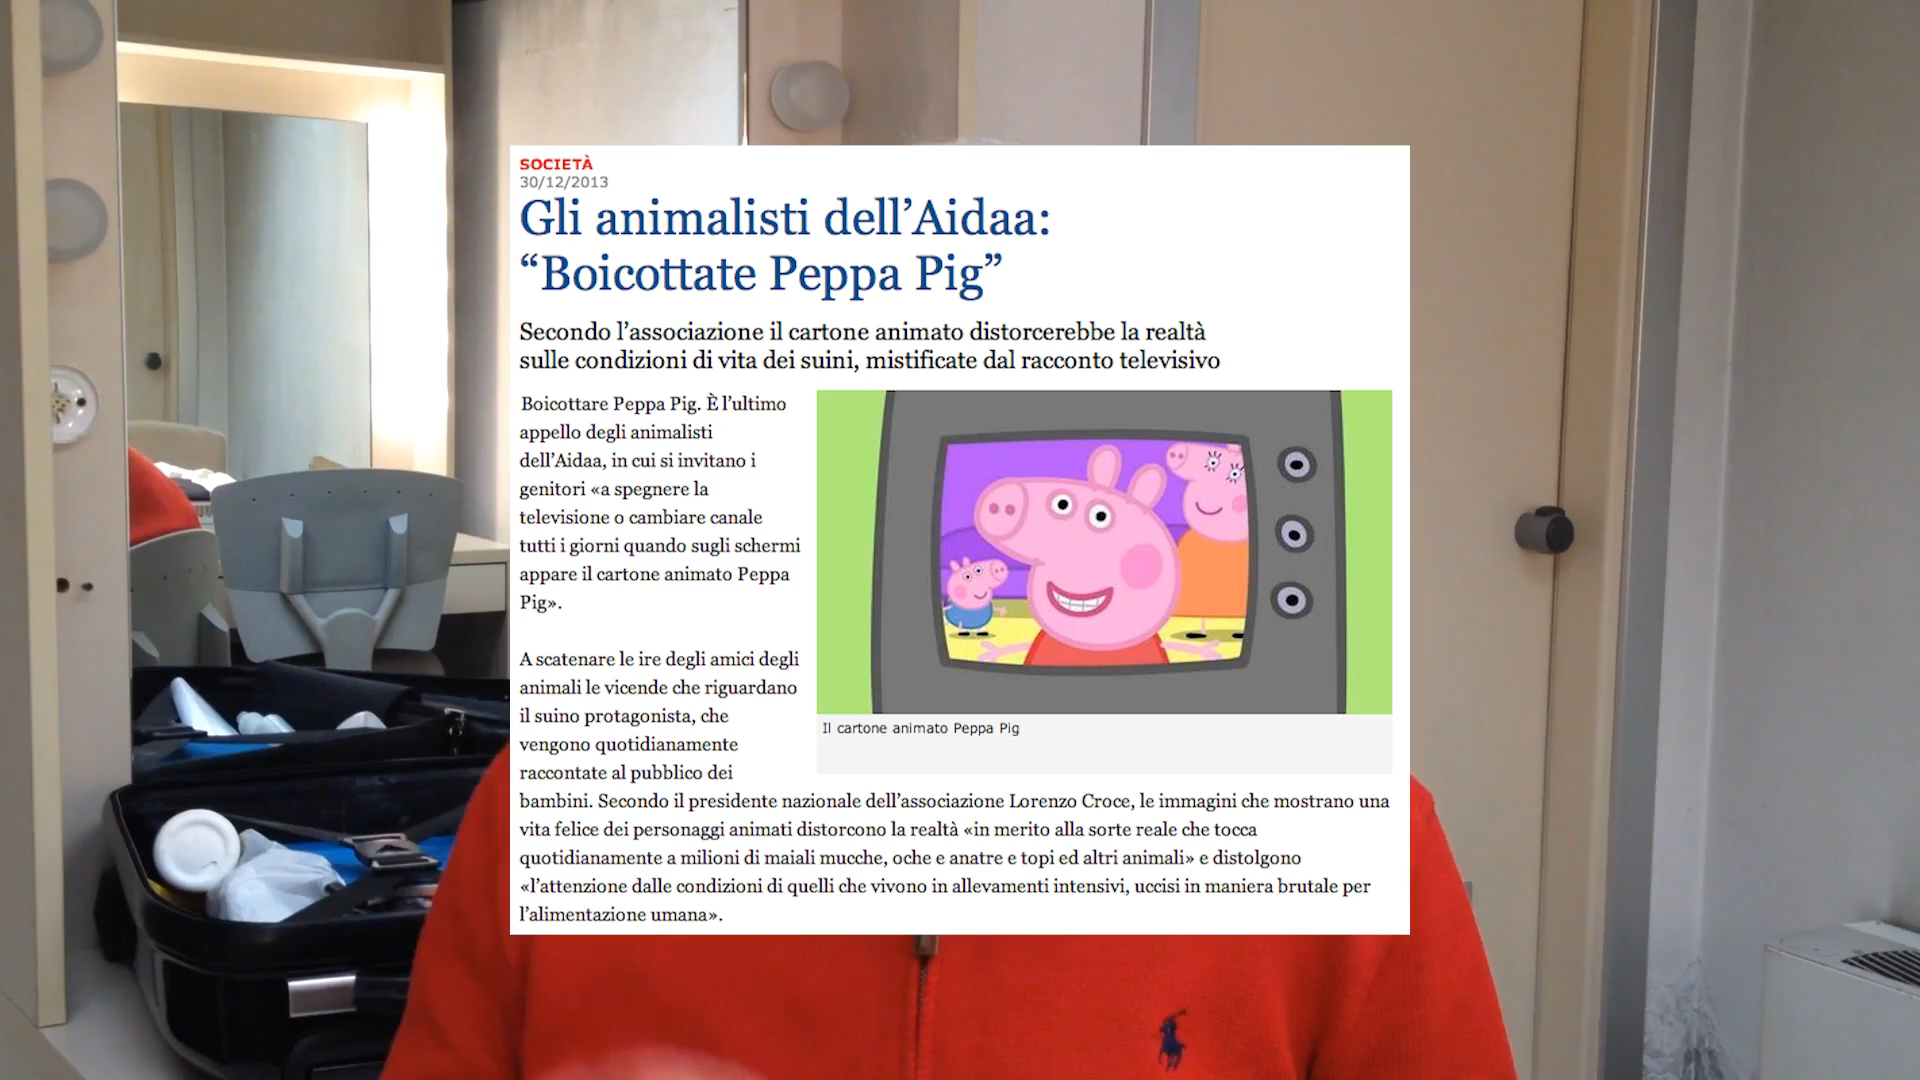 SOCIETÀ
30/12/2013
Gli animalisti dell’Aidaa:
“Boicottate Peppa Pig”
Secondo l’associazione il cartone animato distorcerebbe la realtà
sulle condizioni di vita dei suini, mistificate dal racconto televisivo
Boicottare Peppa Pig. È l’ultimo
appello degli animalisti
dell’Aidaa, in cui si invitano i
genitori «a spegnere la
televisione o cambiare canale
tutti i giorni quando sugli schermi
appare il cartone animato Peppa
Pig».
Il cartone animato Peppa Pig
A scatenare le ire degli amici degli
animali le vicende che riguardano
il suino protagonista, che
vengono quotidianamente
raccontate al pubblico dei
bambini. Secondo il presidente nazionale dell’associazione Lorenzo Croce, le immagini che mostrano una
vita felice dei personaggi animati distorcono la realtà «in merito alla sorte reale che tocca
quotidianamente a milioni di maiali mucche, oche e anatre e topi ed altri animali» e distolgono
«l’attenzione dalle condizioni di quelli che vivono in allevamenti intensivi, uccisi in maniera brutale per
l’alimentazione umana».